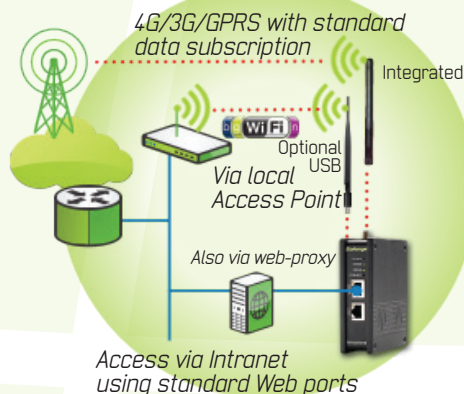 4G/3G/GPRS with standard
data subscription
Integrated
b g WiFi n
Optional
USB
Via local
Access Point
Also via web-proxy
Access via Intranet
using standard Web ports